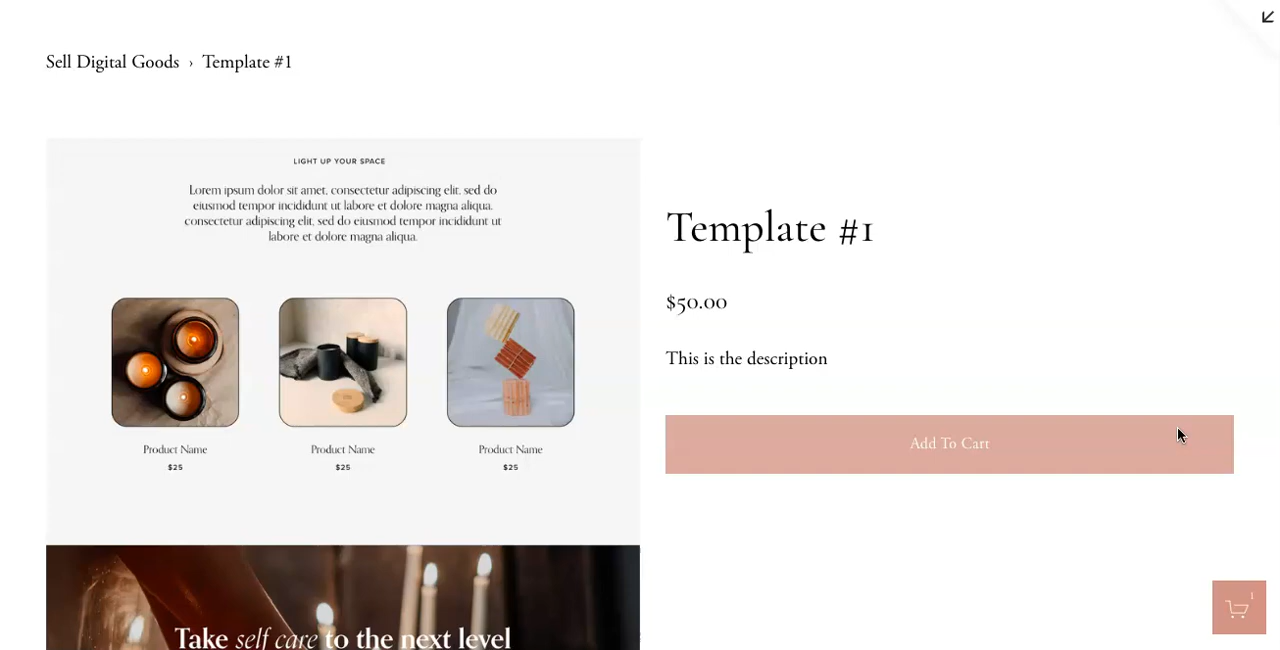 Sell Digital Goods › Template #1
LIGHT UP YOUR SPACE
Lorem ipsum dolor sit amet, consectetur adipiscing elit, sed do
eiusmod tempor incididunt ut labore et dolore magna aliqua.
consectetur adipiscing elit, sed do eiusmod tempor incididunt ut
labore et dolore magna aliqua.
Product Name
$25
Product Name
$25
Product Name
$25
Take self care to the next level
Template #1
$50.00
This is the description
Add To Cart
1